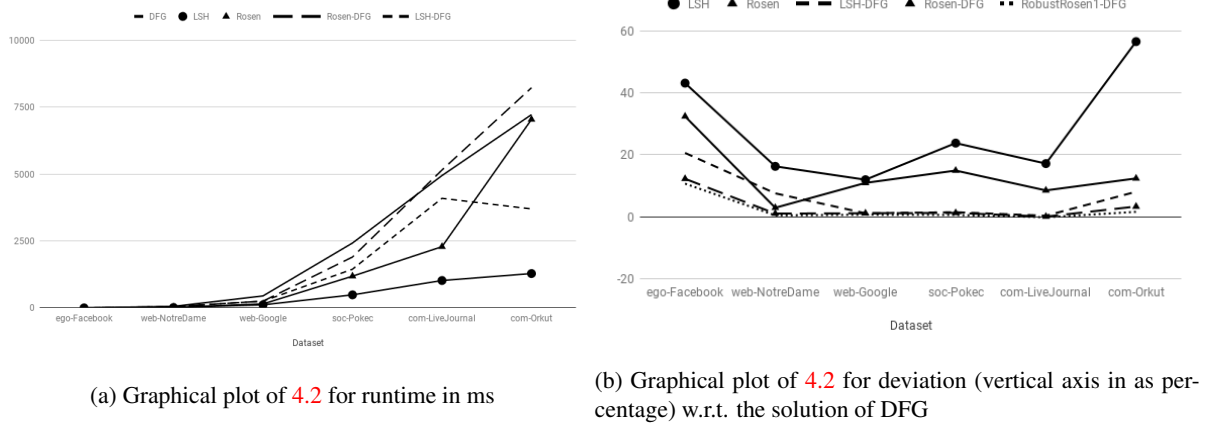 DFG LSH Rosen Rosen-DFG LSH-DFG
10000
7500
5000
2500
0
ego-Facebook web-NotreDame web-Google soc-Pokec com-LiveJournal com-Orkut
Dataset
(a) Graphical plot of 4.2 for runtime in ms
LSH Rosen LSH-DFG Rosen-DFG RobustRosen1-DFG
60
40
20
0
-20
ego-Facebook web-NotreDame web-Google soc-Pokec com-LiveJournal com-Orkut
Dataset
(b) Graphical plot of 4.2 for deviation (vertical axis in as per-
centage) w.r.t. the solution of DFG